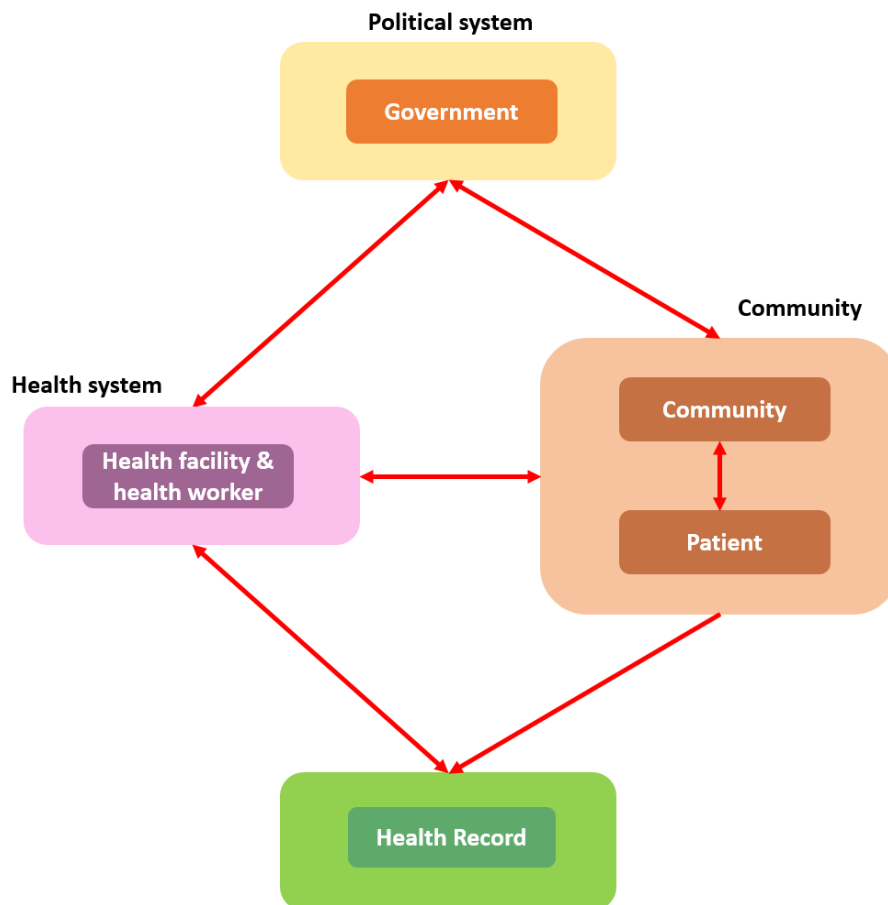 Political system
Government
Community
Health system
Community
Health facility &
health worker
Patient
Health Record